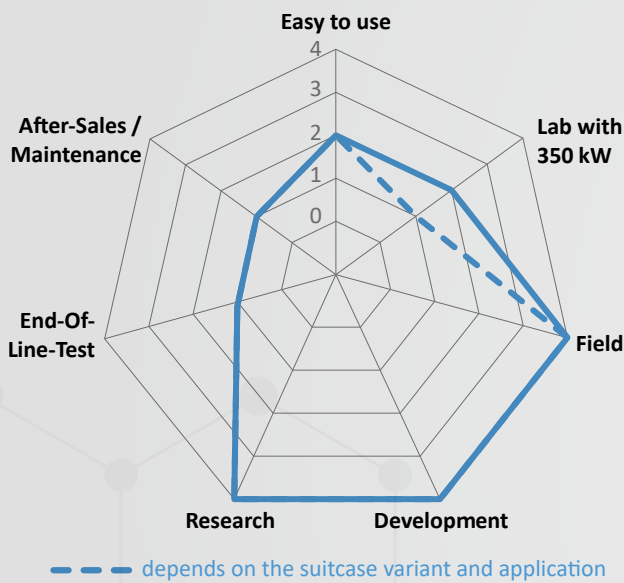 Easy to use
4
3
2
1
0
After-Sales /
Maintenance
Lab with
350 kW
End-Of-
Line-Test
Field
Research
Development
depends on the suitcase variant and application